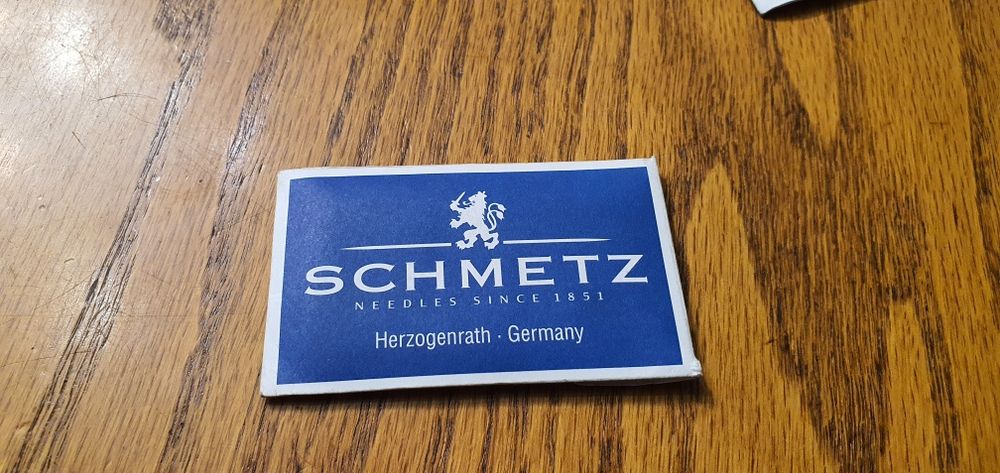 SCHMETZ
NEEDLES SINCE 1851
Herzogenrath · Germany